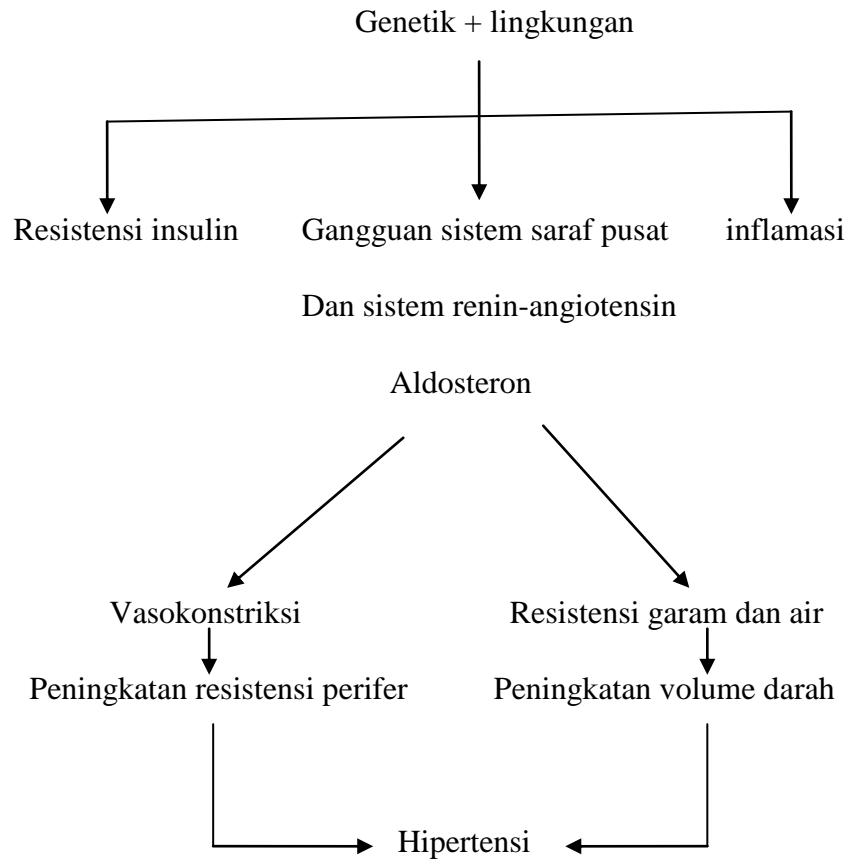 Genetik + lingkungan
Resistensi insulin Gangguan sistem saraf pusat inflamasi
Dan sistem renin-angiotensin
Aldosteron
Vasokonstriksi Resistensi garam dan air
Peningkatan resistensi perifer Peningkatan volume darah
Hipertensi